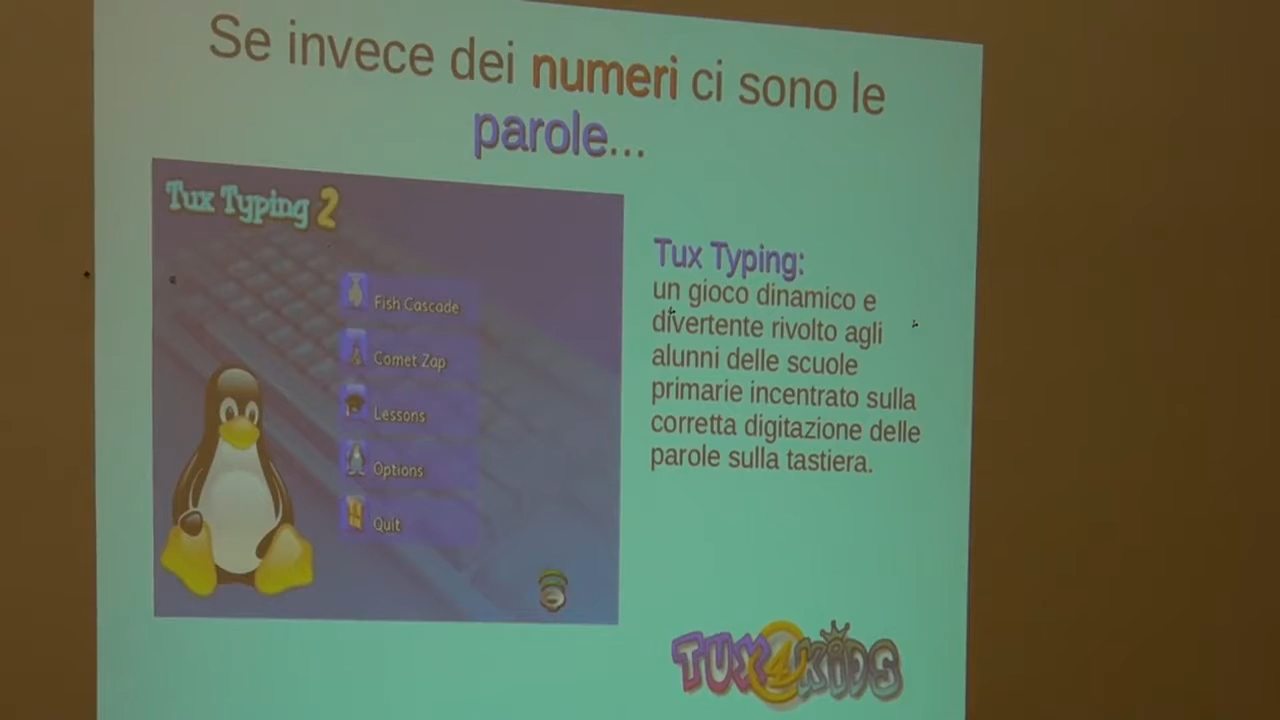 Se invece dei numeri ci sono le
parole...
Tux Typing 2
Fish Cascade
Comet Zap
Lessons
Options
Quit
Tux Typing:
un gioco dinamico e
divertente rivolto agli
alunni delle scuole
primarie incentrato sulla
corretta digitazione delle
parole sulla tastiera.
TUX4KIDS